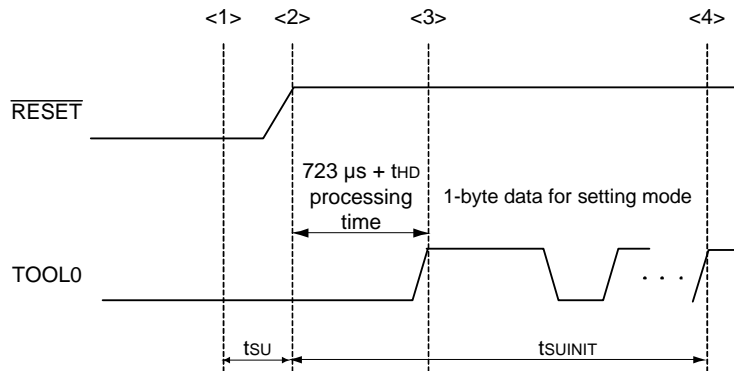 <1> <2> <3> <4>
RESET
723 μs + tHD
processing
time
1-byte data for setting mode
TOOL0
. . .
tSU
tSUINIT